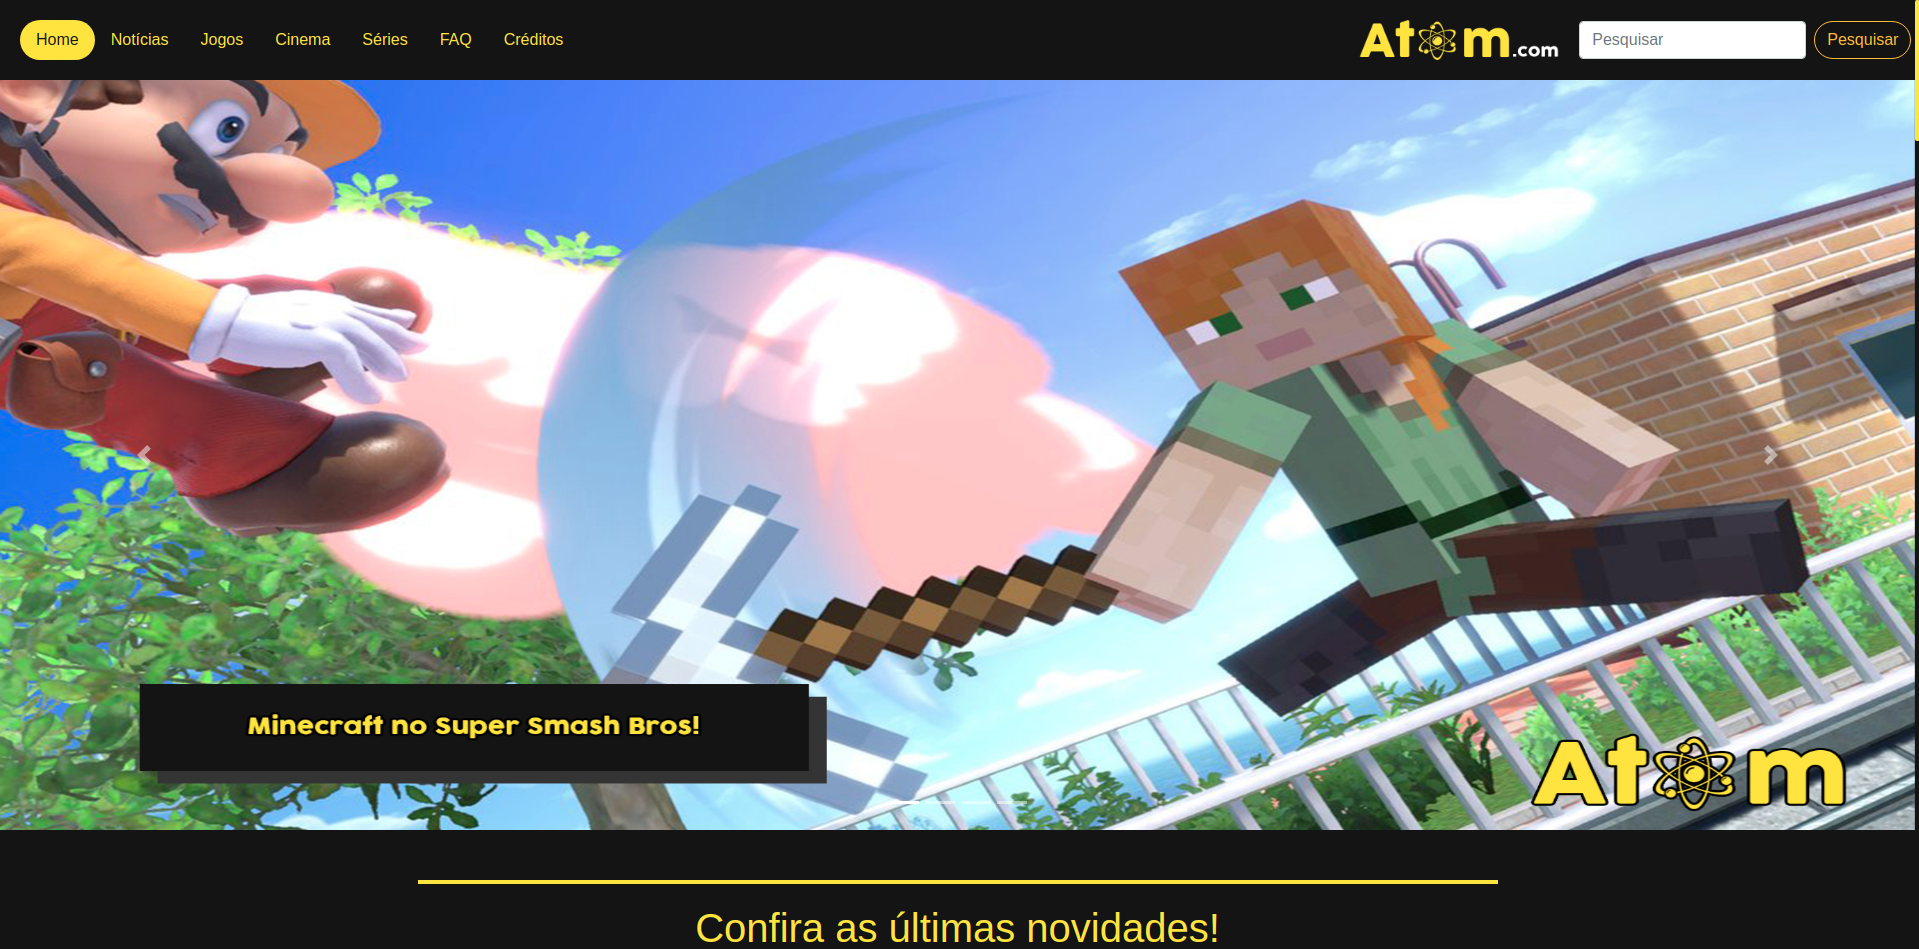 Home Notícias Jogos Cinema Séries FAQ Créditos Atom.com Pesquisar Pesquisar
Minecraft no Super Smash Bros!
Atom
Confira as últimas novidades!